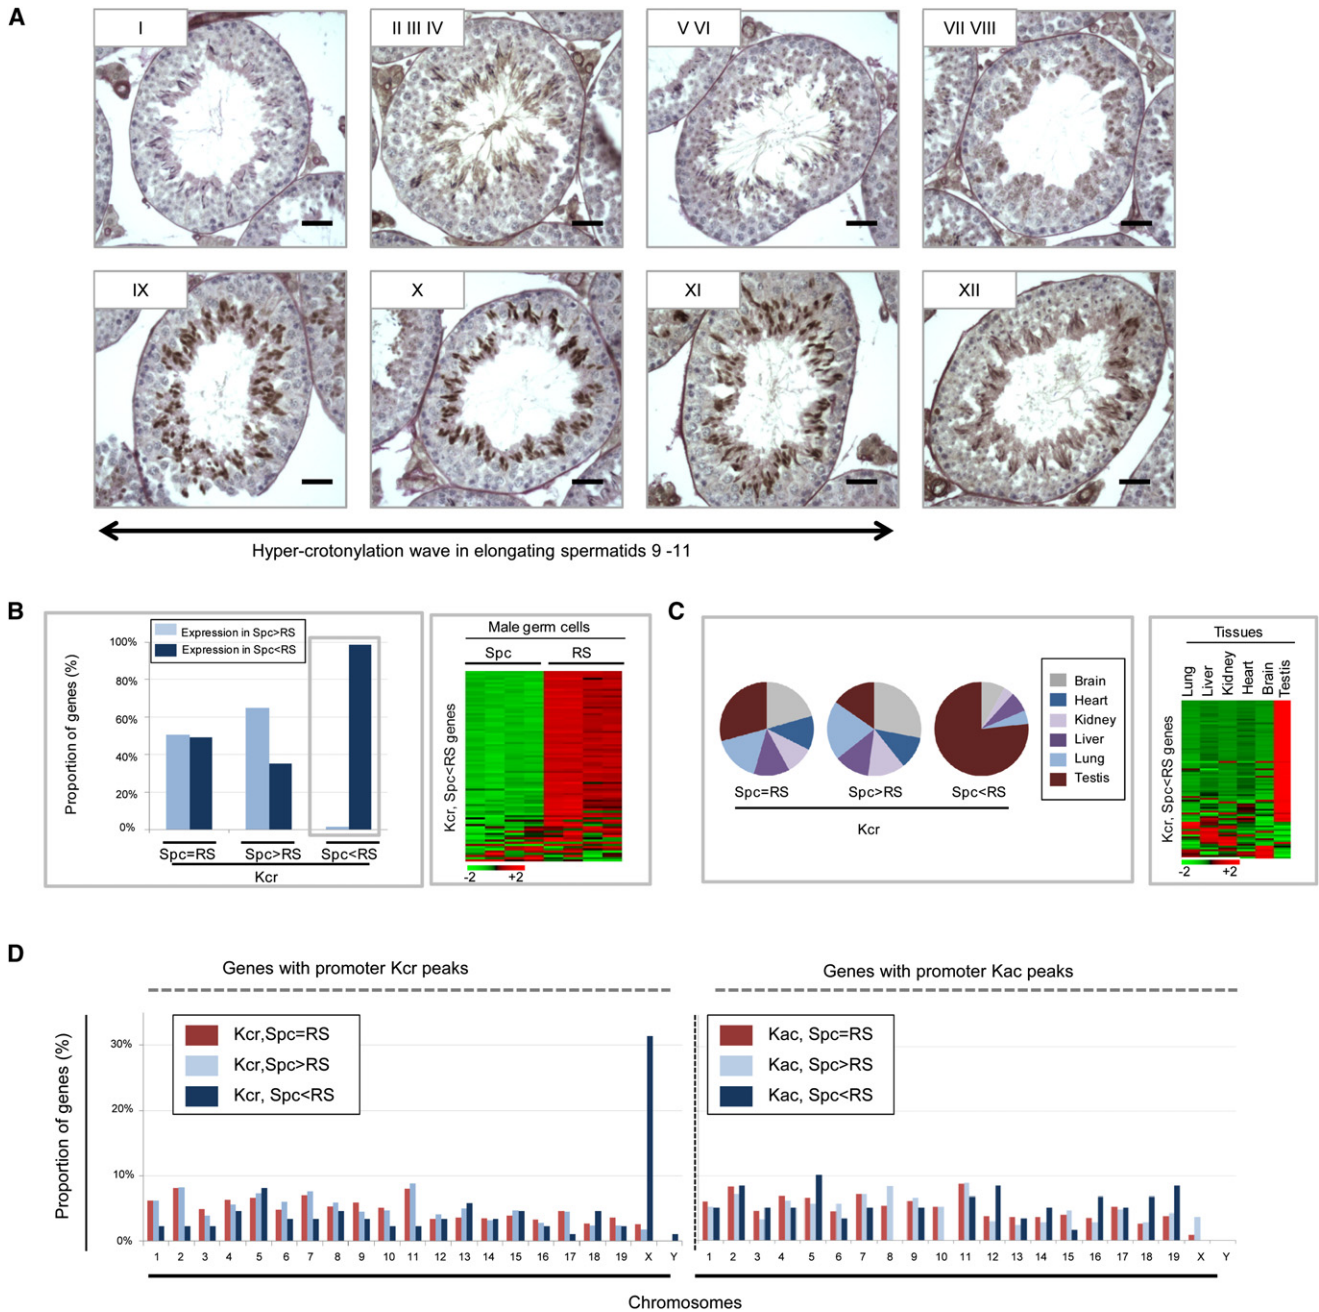 A
I
II III IV
V VI
VII VIII
IX
X
XI
XII
Hyper-crotonylation wave in elongating spermatids 9 -11
B
Proportion of genes (%)
100%
80%
60%
40%
20%
0%
Expression in Spc>RS
Expression in Spc<RS
Spc=RS
Spc>RS
Spc<RS
Kcr
Male germ cells
Spc
RS
Kcr, Spc<RS genes
-2
+2
C
Spc=RS
Spc>RS
Spc<RS
Kcr
Brain
Heart
Kidney
Liver
Lung
Testis
Tissues
Lung
Liver
Kidney
Heart
Brain
Testis
Kcr, Spc<RS genes
-2
+2
D
Genes with promoter Kcr peaks
Genes with promoter Kac peaks
Proportion of genes (%)
30%
20%
10%
0%
Kcr,Spc=RS
Kcr,Spc>RS
Kcr, Spc<RS
Kac, Spc=RS
Kac, Spc>RS
Kac, Spc<RS
1 2 3 4 5 6 7 8 9 10 11 12 13 14 15 16 17 18 19 X Y
1 2 3 4 5 6 7 8 9 10 11 12 13 14 15 16 17 18 19 X Y
Chromosomes